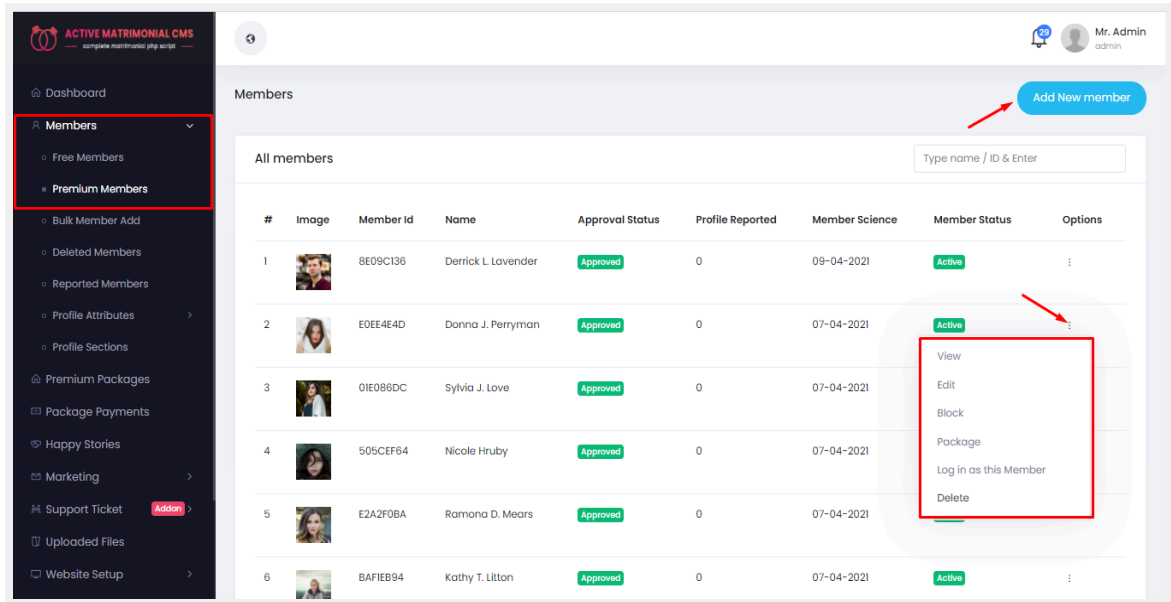 ACTIVE MATRIMONIAL CMS
complete matrimonial php script
29
Mr. Admin
admin
Dashboard
Members
Free Members
Premium Members
Bulk Member Add
Deleted Members
Reported Members
Profile Attributes
Profile Sections
Premium Packages
Package Payments
Happy Stories
Marketing
Support Ticket Addon
Uploaded Files
Website Setup
Members
Add New member
All members
Type name / ID & Enter
# Image Member Id Name Approval Status Profile Reported Member Science Member Status Options
1 8E09C136 Derrick L. Lavender Approved 0 09-04-2021 Active
2 E0EE4E4D Donna J. Perryman Approved 0 07-04-2021 Active
3 01E086DC Sylvia J. Love Approved 0 07-04-2021
4 505CEF64 Nicole Hruby Approved 0 07-04-2021
5 E2A2F0BA Ramona D. Mears Approved 0 07-04-2021
6 BAF1EB94 Kathy T. Litton Approved 0 07-04-2021 Active
View
Edit
Block
Package
Log in as this Member
Delete